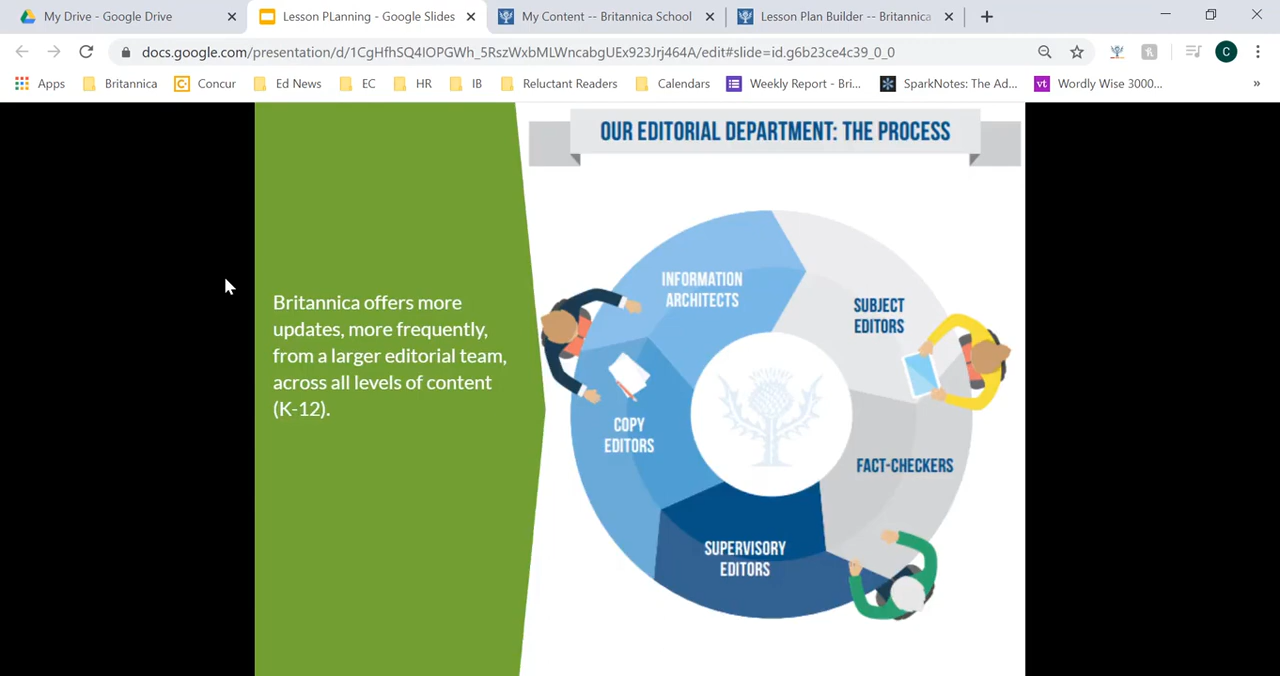 My Drive - Google Drive
Lesson PLanning - Google Slides
My Content -- Britannica School
Lesson Plan Builder -- Britannica
docs.google.com/presentation/d/1CgHfhSQ4IOPGWh_5RszWxbMLWncabgUEx923Jrj464A/edit#slide=id.g6b23ce4c39_0_0
C
Apps
Britannica
Concur
Ed News
EC
HR
IB
Reluctant Readers
Calendars
Weekly Report - Bri...
SparkNotes: The Ad...
vt
Wordly Wise 3000...
»
OUR EDITORIAL DEPARTMENT: THE PROCESS
Britannica offers more
updates, more frequently,
from a larger editorial team,
across all levels of content
(K-12).
INFORMATION
ARCHITECTS
SUBJECT
EDITORS
COPY
EDITORS
FACT-CHECKERS
SUPERVISORY
EDITORS